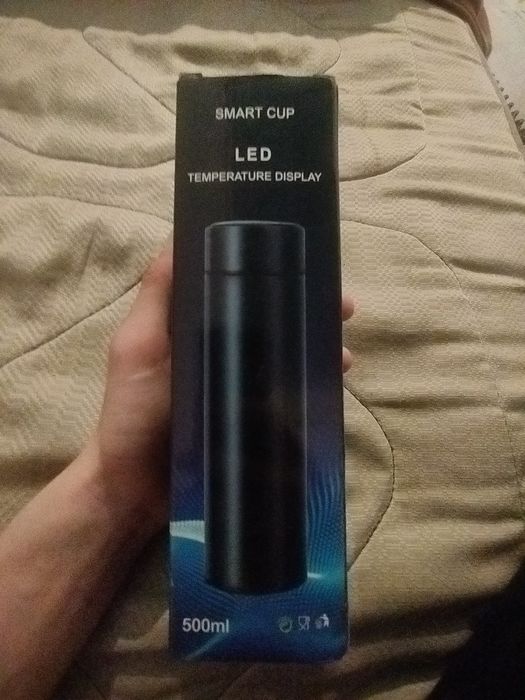 SMART CUP
LED
TEMPERATURE DISPLAY
500ml